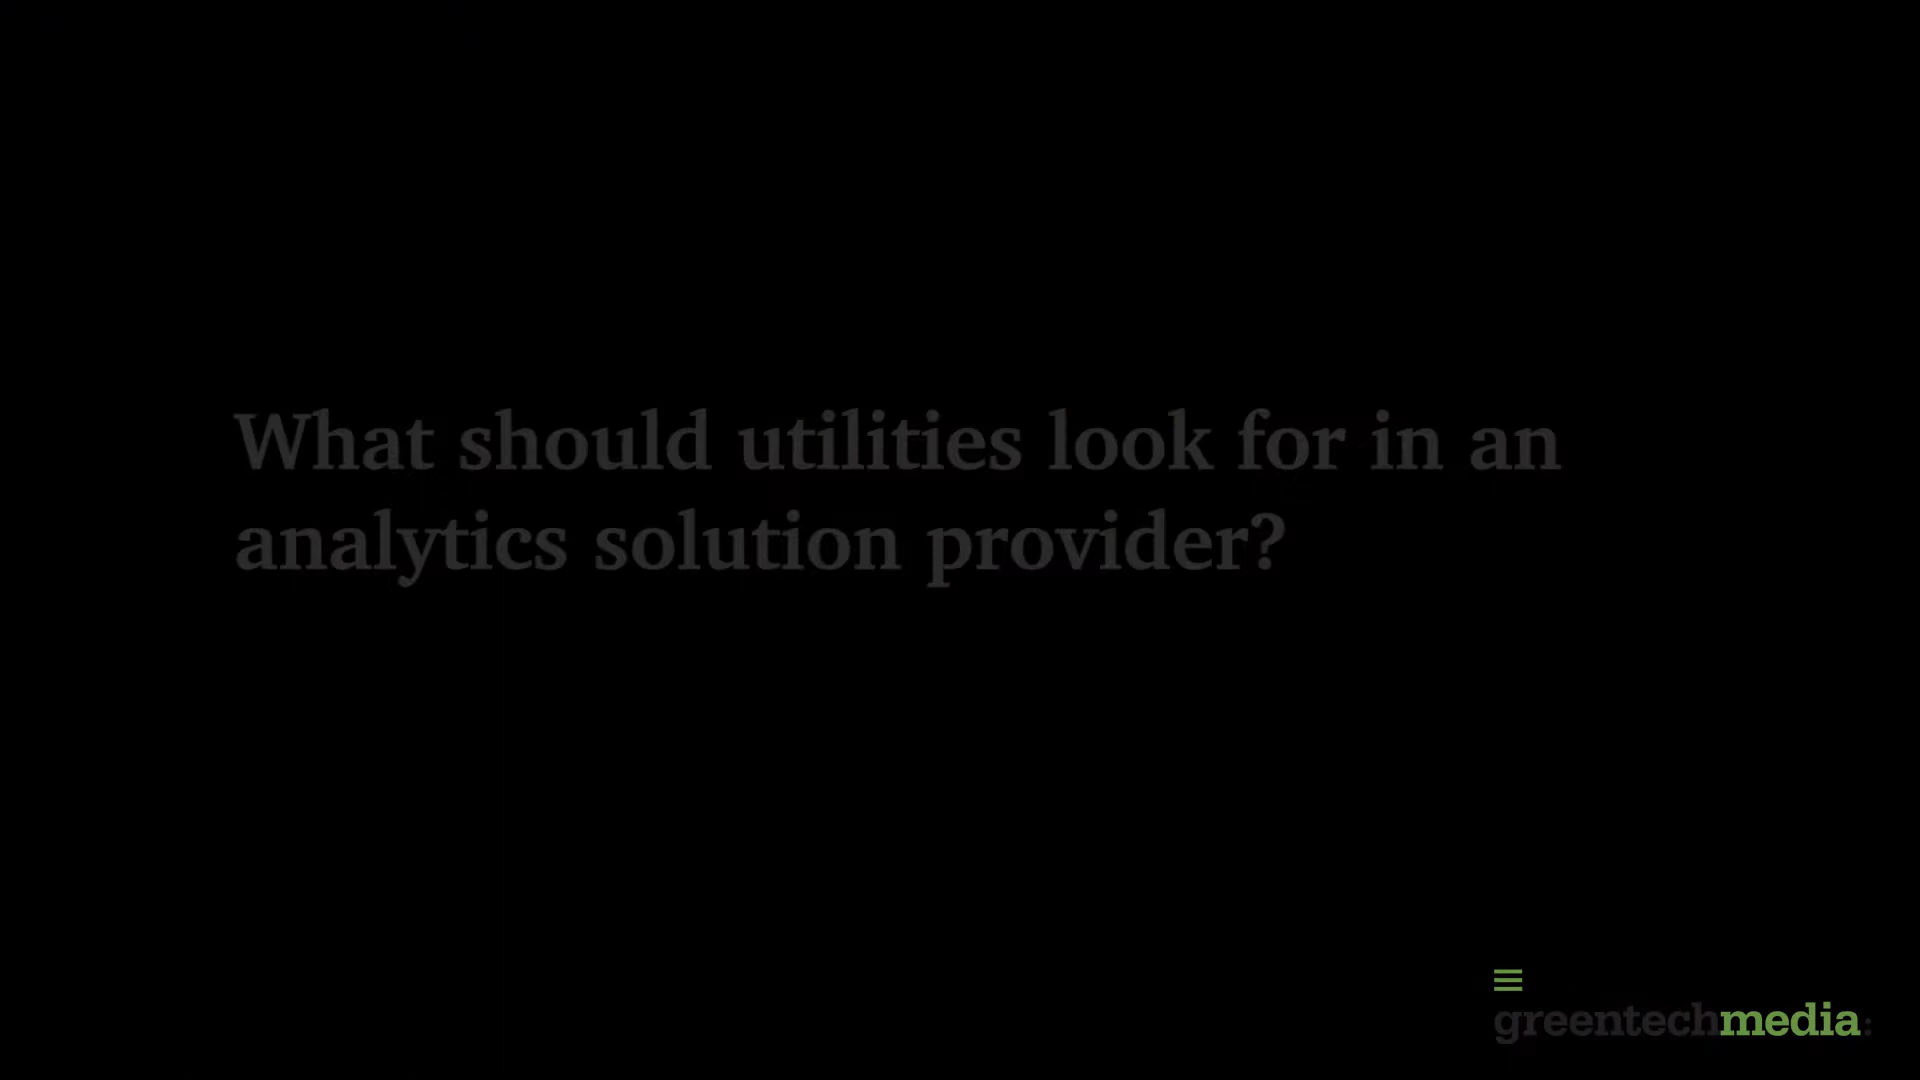 What should utilities look for in an
analytics solution provider?
greentechmedia: